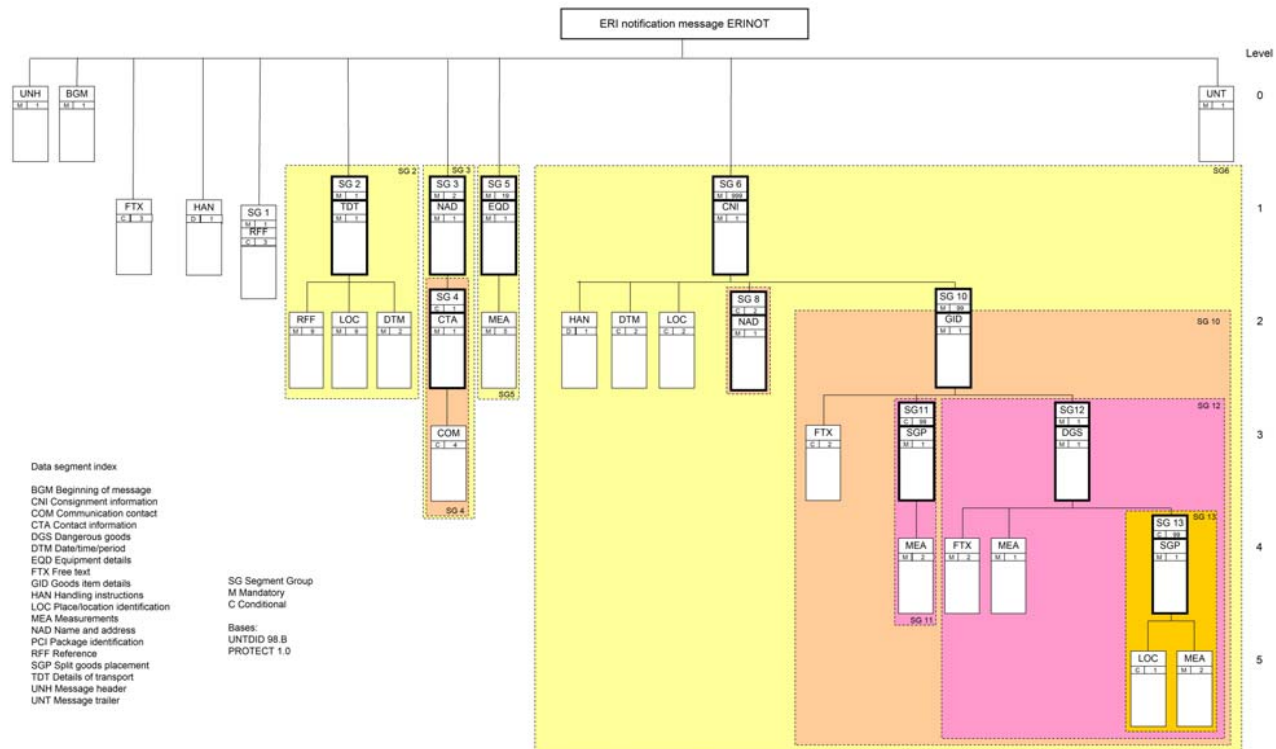 ERI notification message ERINOT
Level
UNH
M 1
BGM
M 1
UNT
M 1
0
SG 2
SG 3
SG6
SG 2
M 1
TDT
M 1
SG 3
M 2
NAD
M 1
SG 5
M 18
EQD
M 1
SG 6
M 999
CNI
M 1
FTX
C 3
HAN
D 1
SG 1
M 1
RFF
C 3
1
RFF
M 9
LOC
M 9
DTM
M 2
SG 4
C 1
CTA
M 1
MEA
M 5
SG5
HAN
D 1
DTM
C 2
LOC
C 2
SG 8
C 2
NAD
M 1
SG 10
M 99
GID
M 1
SG 10
2
COM
C 4
SG 4
FTX
C 2
SG11
C 99
SGP
M 1
SG12
M 1
DGS
M 1
SG 12
3
MEA
M 2
SG 11
FTX
M 2
MEA
M 1
SG 13
C 99
SGP
M 1
SG 13
4
LOC
C 1
MEA
M 2
5
Data segment index
BGM Beginning of message
CNI Consignment information
COM Communication contact
CTA Contact information
DGS Dangerous goods
DTM Date/time/period
EQD Equipment details
FTX Free text
GID Goods item details
HAN Handling instructions
LOC Place/location identification
MEA Measurements
NAD Name and address
PCI Package identification
RFF Reference
SGP Split goods placement
TDT Details of transport
UNH Message header
UNT Message trailer
SG Segment Group
M Mandatory
C Conditional
Bases:
UNTDID 98.B
PROTECT 1.0